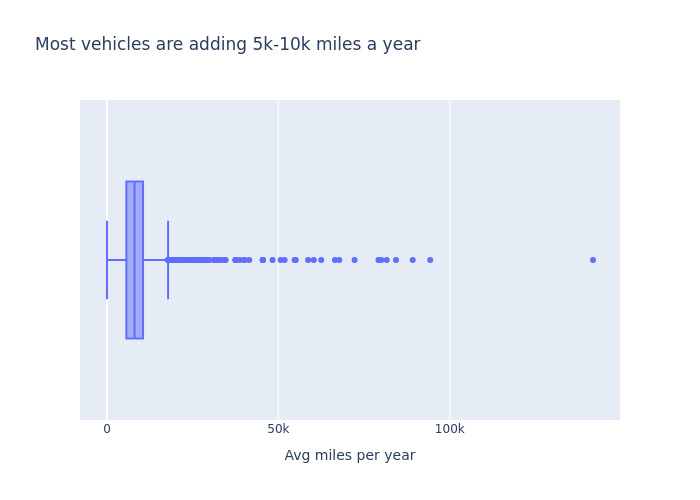 Most vehicles are adding 5k-10k miles a year
0 50k 100k
Avg miles per year